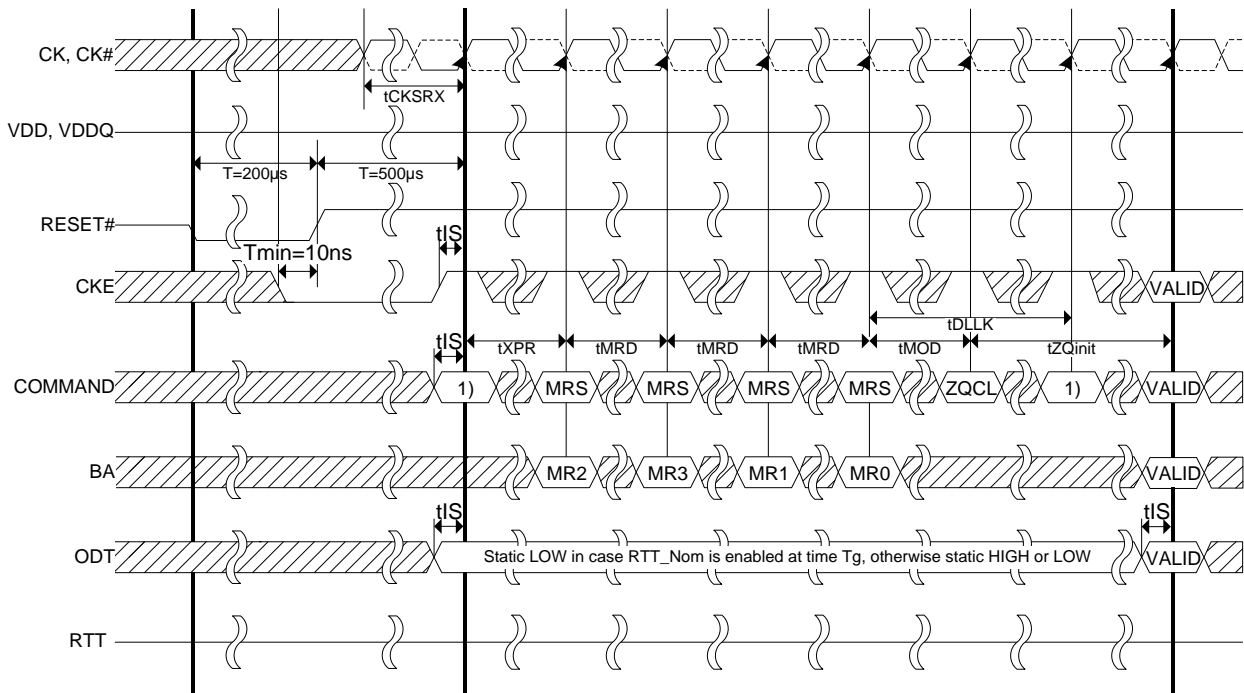 CK, CK#
tCKSRX
VDD, VDDQ
T=200µs
T=500µs
RESET#
tIS
Tmin=10ns
CKE
VALID
tDLLK
tIS
tXPR
tMRD
tMRD
tMRD
tMOD
tZQinit
COMMAND
1)
MRS
MRS
MRS
MRS
ZQCL
1)
VALID
BA
MR2
MR3
MR1
MR0
VALID
tIS
tIS
ODT
Static LOW in case RTT_Nom is enabled at time Tg, otherwise static HIGH or LOW
VALID
RTT